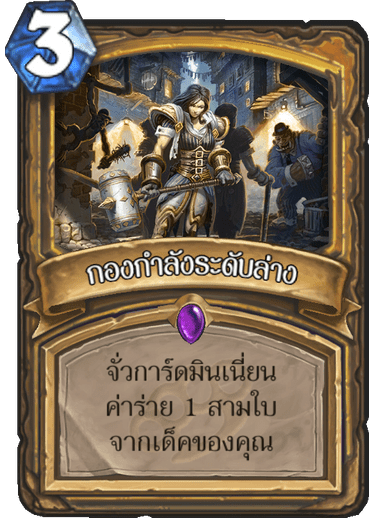 3
กองกำลังระดับล่าง
จั่วการ์ดมินเนี่ยน
ค่าร่าย 1 สามใบ
จากเด็คของคุณ